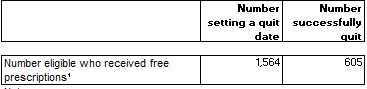 Number setting a quit date
Number successfully quit
Number eligible who received free prescriptions¹
1,564
605